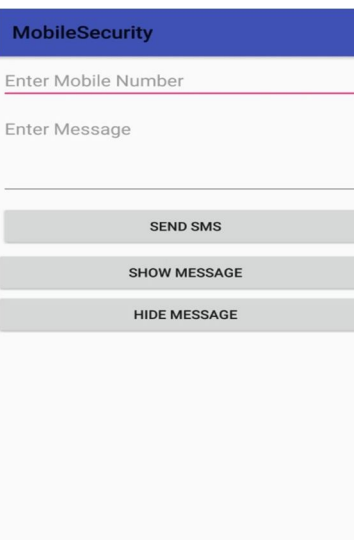 MobileSecurity
Enter Mobile Number
Enter Message
SEND SMS
SHOW MESSAGE
HIDE MESSAGE